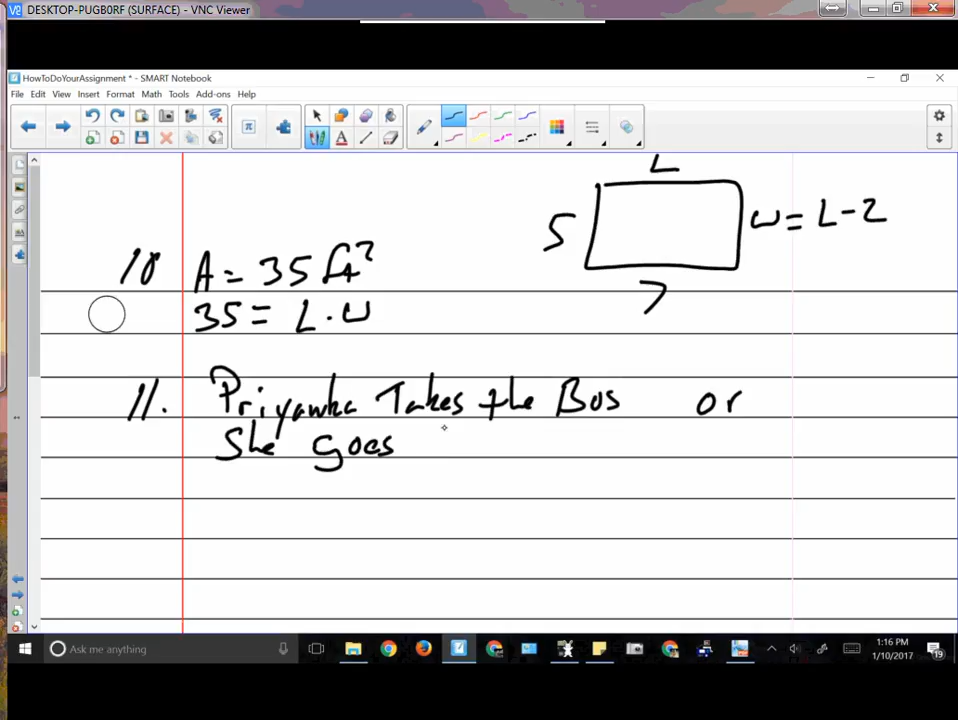 DESKTOP-PUGB0RF (SURFACE) - VNC Viewer
HowToDoYourAssignment * - SMART Notebook
File Edit View Insert Format Math Tools Add-ons Help
L
5 w = L-2
10 A = 35 ft²
7
35 = L · w
11. Priyanka Takes the Bus or
She goes
Ask me anything
1:16 PM
1/10/2017
19